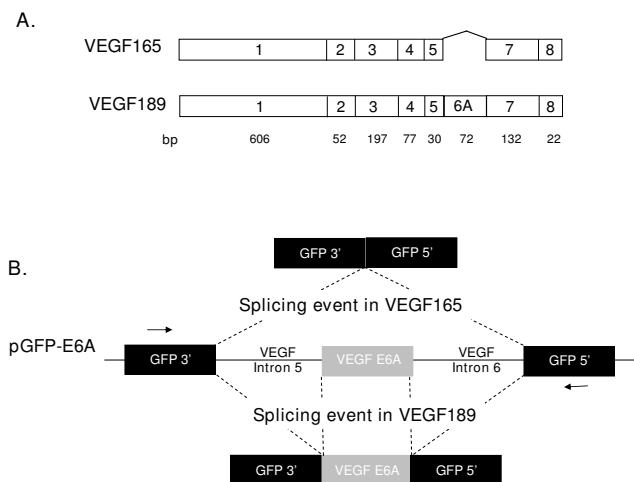 A.
VEGF165
1 2 3 4 5 7 8
VEGF189
1 2 3 4 5 6A 7 8
bp 606 52 197 77 30 72 132 22
GFP 3’ GFP 5’
B.
Splicing event in VEGF165
pGFP-E6A
GFP 3’ VEGF Intron 5 VEGF E6A VEGF Intron 6 GFP 5’
Splicing event in VEGF189
GFP 3’ VEGF E6A GFP 5’